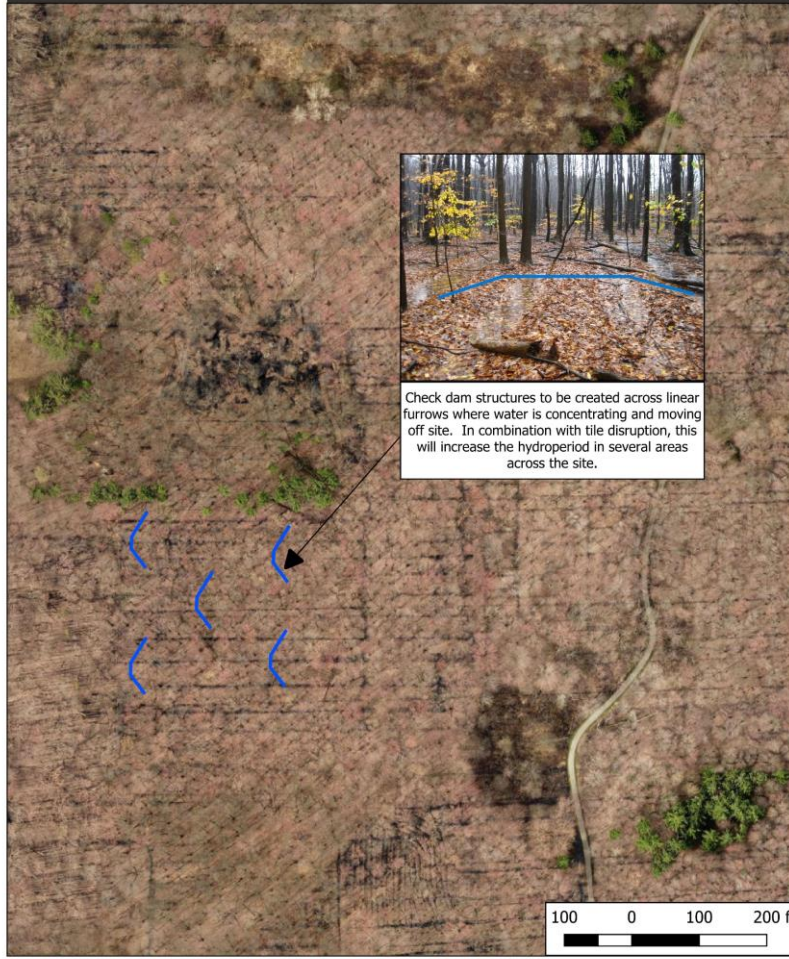 Check dam structures to be created across linear
furrows where water is concentrating and moving
off site. In combination with tile disruption, this
will increase the hydroperiod in several areas
across the site.
100 0 100 200 f